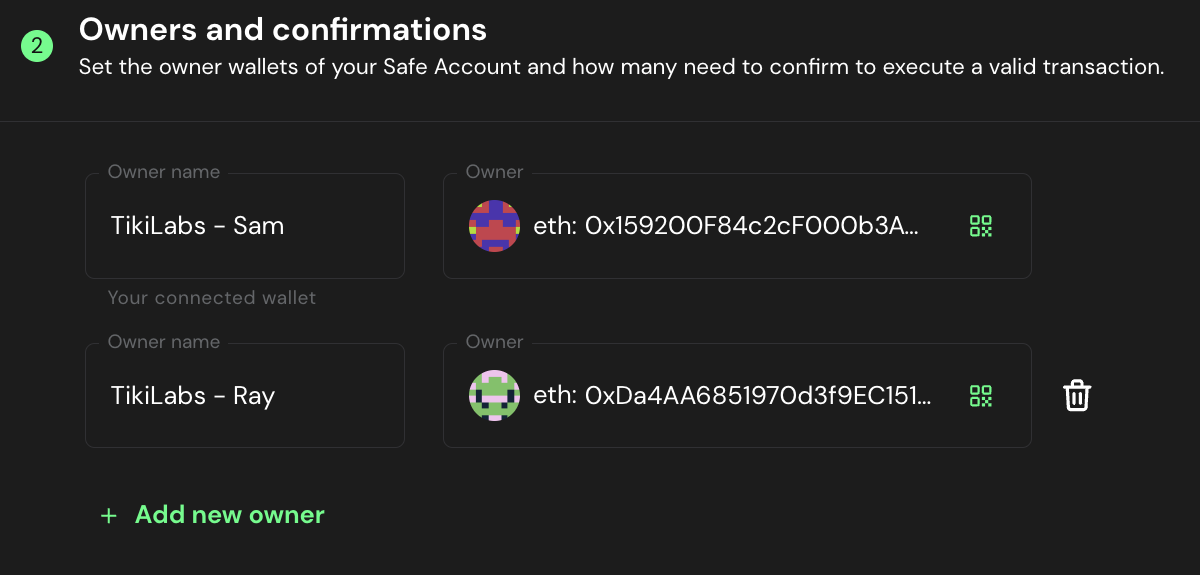 2
Owners and confirmations
Set the owner wallets of your Safe Account and how many need to confirm to execute a valid transaction.
Owner name
Owner
TikiLabs - Sam
eth: 0x159200F84c2cF000b3A...
Your connected wallet
Owner name
Owner
TikiLabs - Ray
eth: 0xDa4AA6851970d3f9EC151...
+ Add new owner